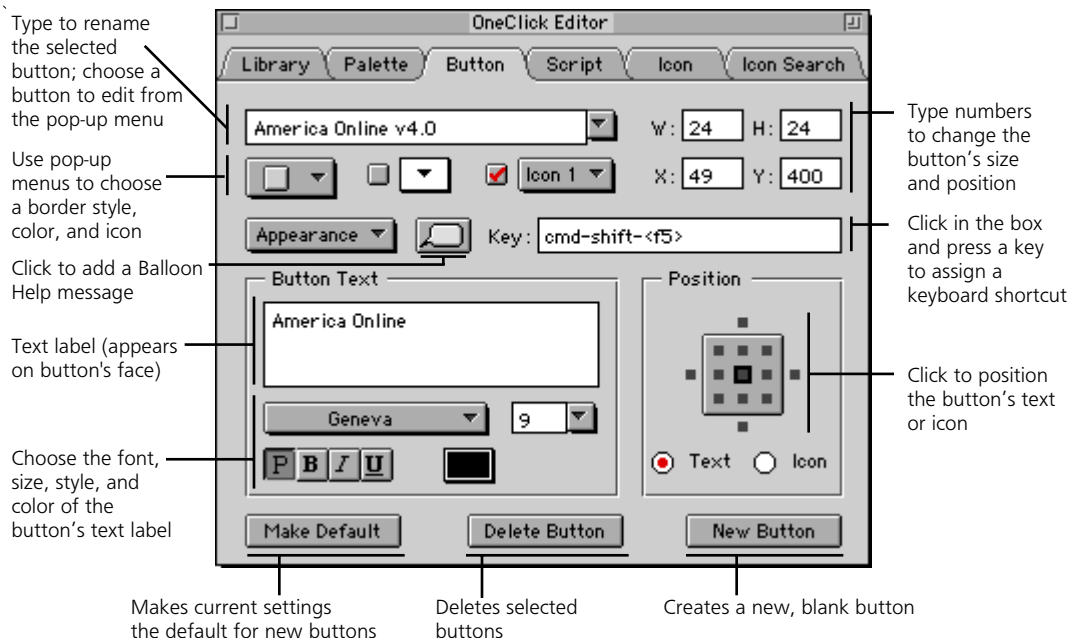 `
Type to rename
the selected
button; choose a
button to edit from
the pop-up menu
Use pop-up
menus to choose
a border style,
color, and icon
Click to add a Balloon
Help message
Text label (appears
on button's face)
Choose the font,
size, style, and
color of the
button’s text label
OneClick Editor
Library
Palette
Button
Script
Icon
Icon Search
America Online v4.0
W: 24 H: 24
Icon 1
X: 49 Y: 400
Appearance
Key: cmd-shift-<f5>
Button Text
America Online
Geneva
9
P B I U
Position
Text Icon
Make Default
Delete Button
New Button
Type numbers
to change the
button’s size
and position
Click in the box
and press a key
to assign a
keyboard shortcut
Click to position
the button’s text
or icon
Makes current settings
the default for new buttons
Deletes selected
buttons
Creates a new, blank button